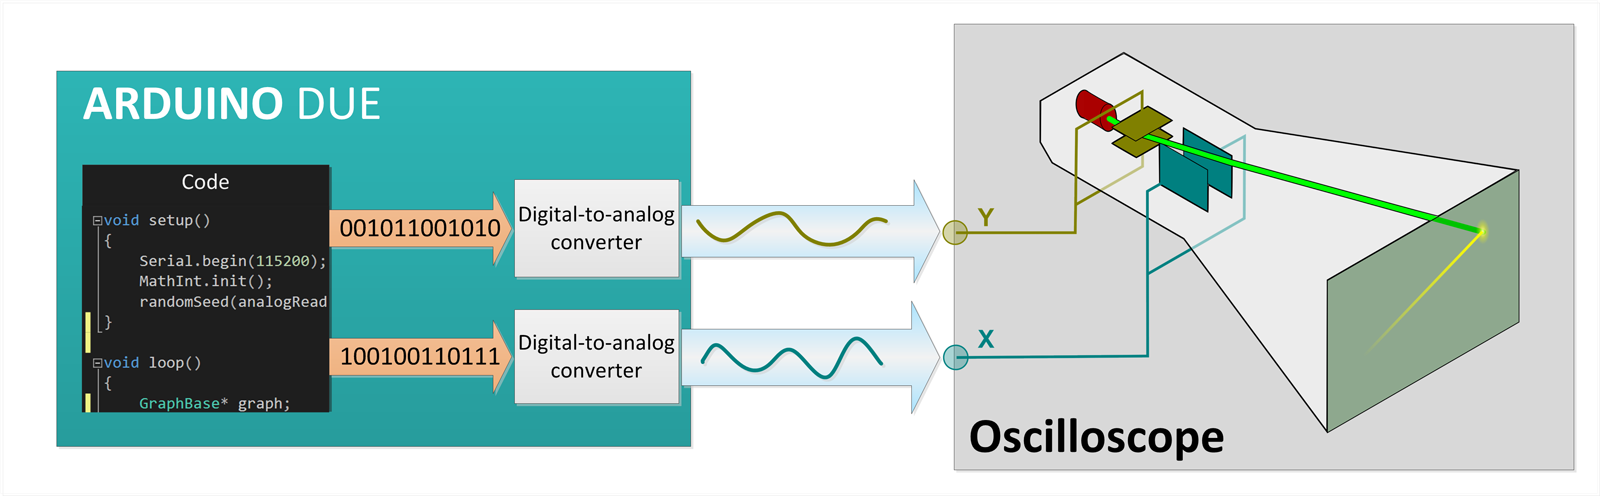 ARDUINO DUE
Code
void setup()
{
Serial.begin(115200);
MathInt.init();
randomSeed(analogRead
}
void loop()
{
GraphBase* graph;
001011001010
Digital-to-analog
converter
100100110111
Digital-to-analog
converter
Y
X
Oscilloscope